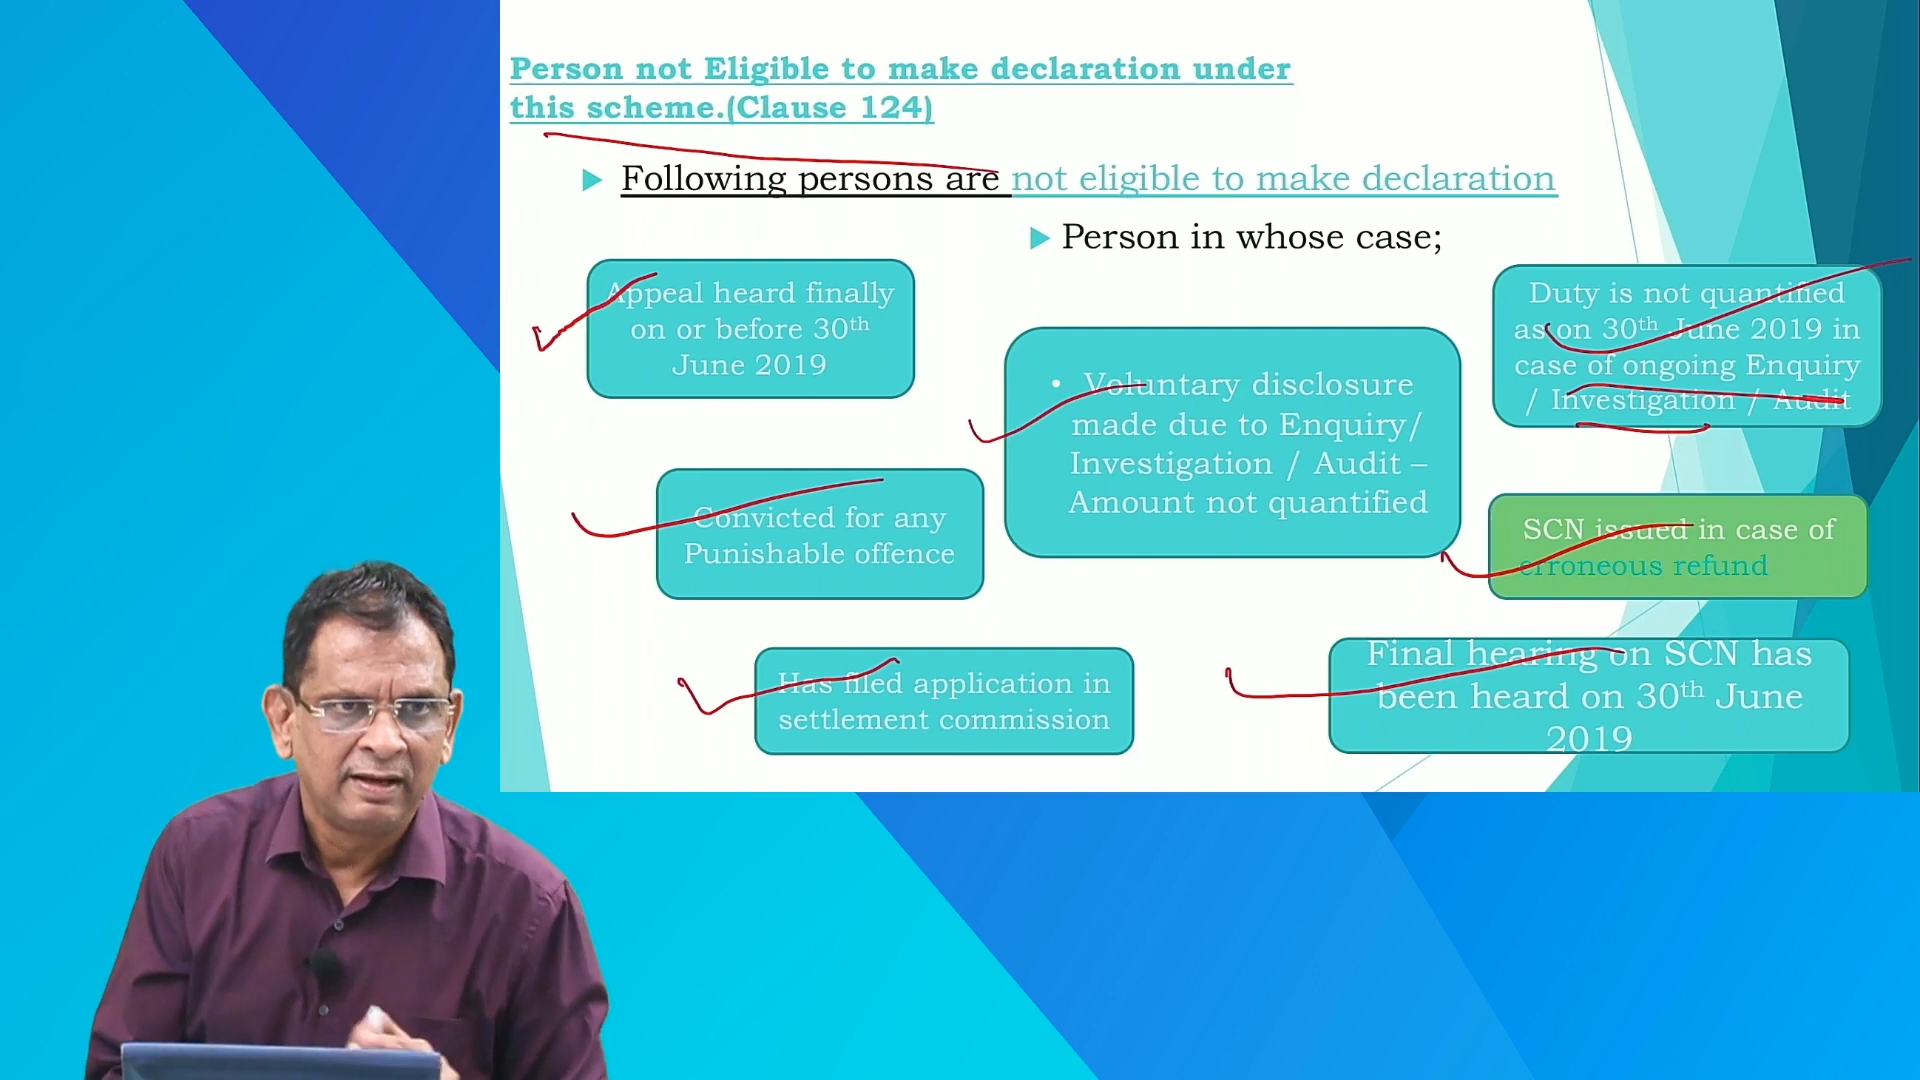 Person not Eligible to make declaration under
this scheme.(Clause 124)
Following persons are not eligible to make declaration
Person in whose case;
Appeal heard finally
on or before 30th
June 2019
Voluntary disclosure
made due to Enquiry/
Investigation / Audit –
Amount not quantified
Duty is not quantified
as on 30th June 2019 in
case of ongoing Enquiry
/ Investigation / Audit
Convicted for any
Punishable offence
SCN issued in case of
erroneous refund
Has filed application in
settlement commission
Final hearing on SCN has
been heard on 30th June
2019